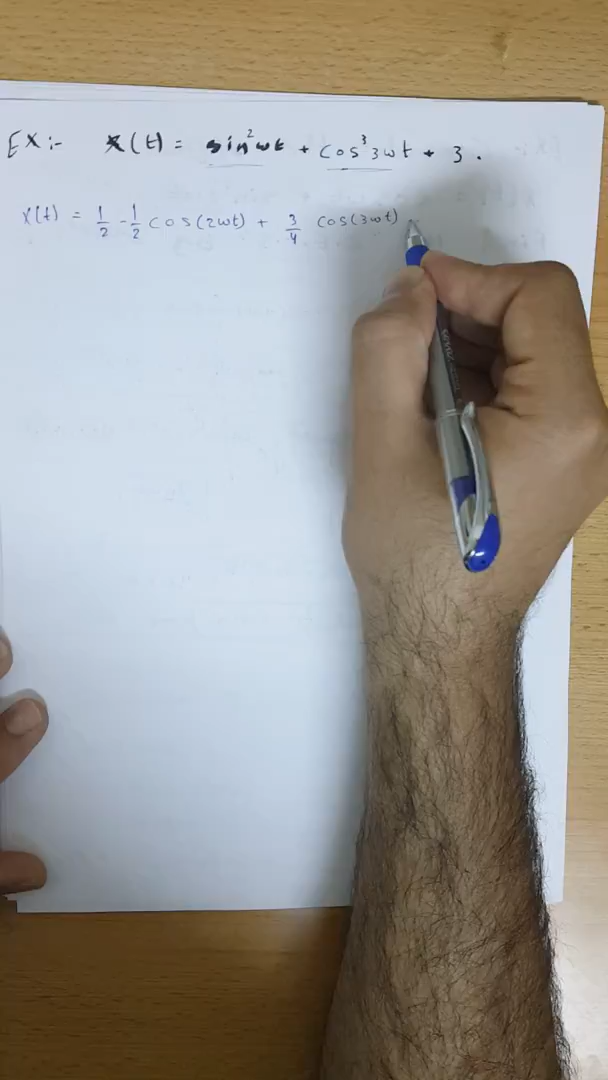 EX:- X(t) = sin²ωt + cos³3ωt + 3.
X(t) = 1/2 - 1/2 cos(2ωt) + 3/4 cos(3ωt)